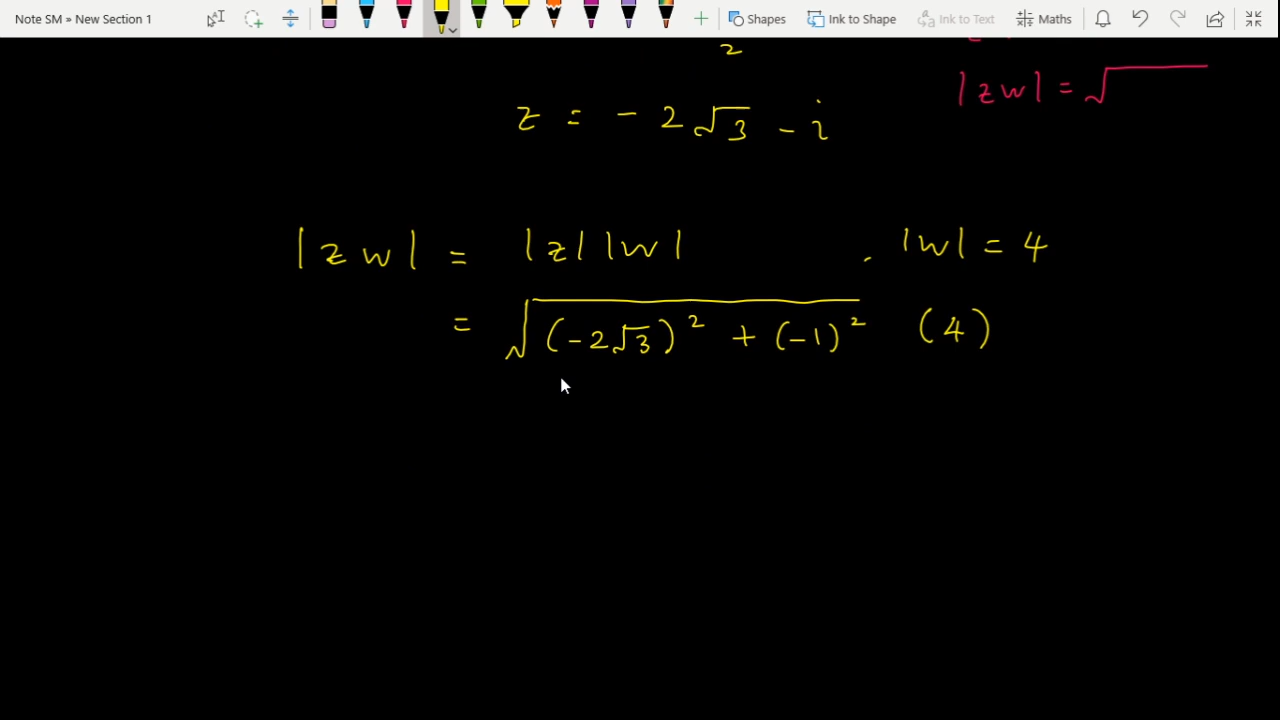 Note SM » New Section 1
Shapes
Ink to Shape
Ink to Text
Maths
2
|zw| = √
z = - 2√3 - i
|zw| = |z||w| . |w| = 4
= √(-2√3)² + (-1)² (4)